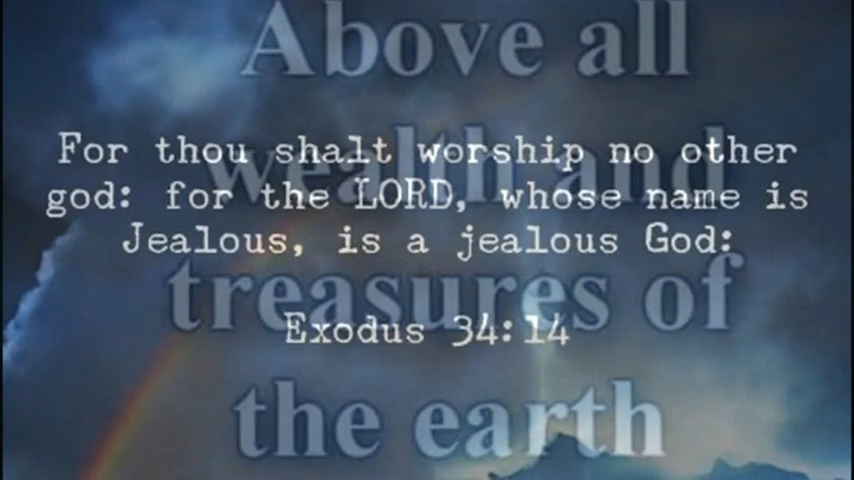 Above all
For thou shalt worship no other
wealth and
god: for the LORD, whose name is
Jealous, is a jealous God:
treasures of
Exodus 34:14
the earth